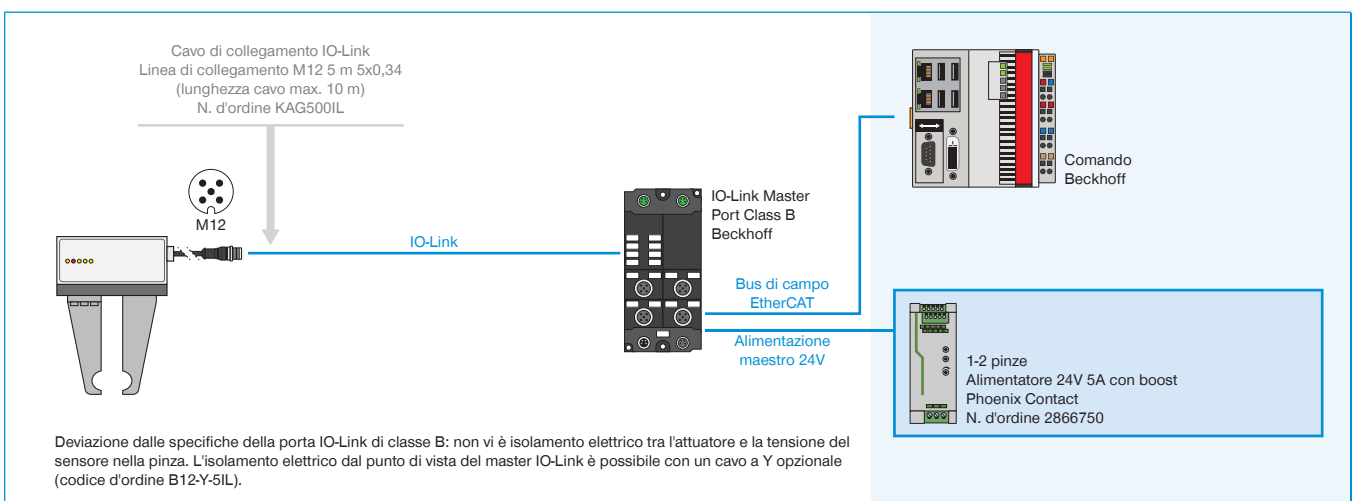 Cavo di collegamento IO-Link
Linea di collegamento M12 5 m 5x0,34
(lunghezza cavo max. 10 m)
N. d'ordine KAG500IL
M12
IO-Link
IO-Link Master
Port Class B
Beckhoff
Bus di campo
EtherCAT
Alimentazione
maestro 24V
Comando
Beckhoff
1-2 pinze
Alimentatore 24V 5A con boost
Phoenix Contact
N. d'ordine 2866750
Deviazione dalle specifiche della porta IO-Link di classe B: non vi è isolamento elettrico tra l'attuatore e la tensione del
sensore nella pinza. L'isolamento elettrico dal punto di vista del master IO-Link è possibile con un cavo a Y opzionale
(codice d'ordine B12-Y-5IL).